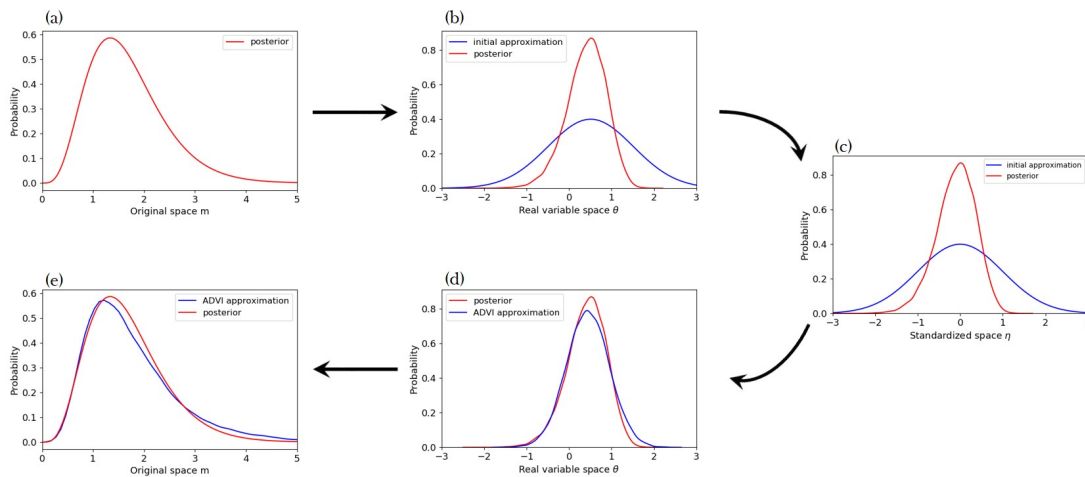 (a)
0.6
0.5
0.4
0.3
0.2
0.1
0.0
Probability
posterior
0 1 2 3 4 5
Original space m
(b)
0.8
0.6
0.4
0.2
0.0
Probability
initial approximation
posterior
−3 −2 −1 0 1 2 3
Real variable space θ
(c)
0.8
0.6
0.4
0.2
0.0
Probability
initial approximation
posterior
−3 −2 −1 0 1 2
Standardized space η
(e)
0.6
0.5
0.4
0.3
0.2
0.1
0.0
Probability
ADVI approximation
posterior
0 1 2 3 4 5
Original space m
(d)
0.8
0.6
0.4
0.2
0.0
Probability
posterior
ADVI approximation
−3 −2 −1 0 1 2 3
Real variable space θ